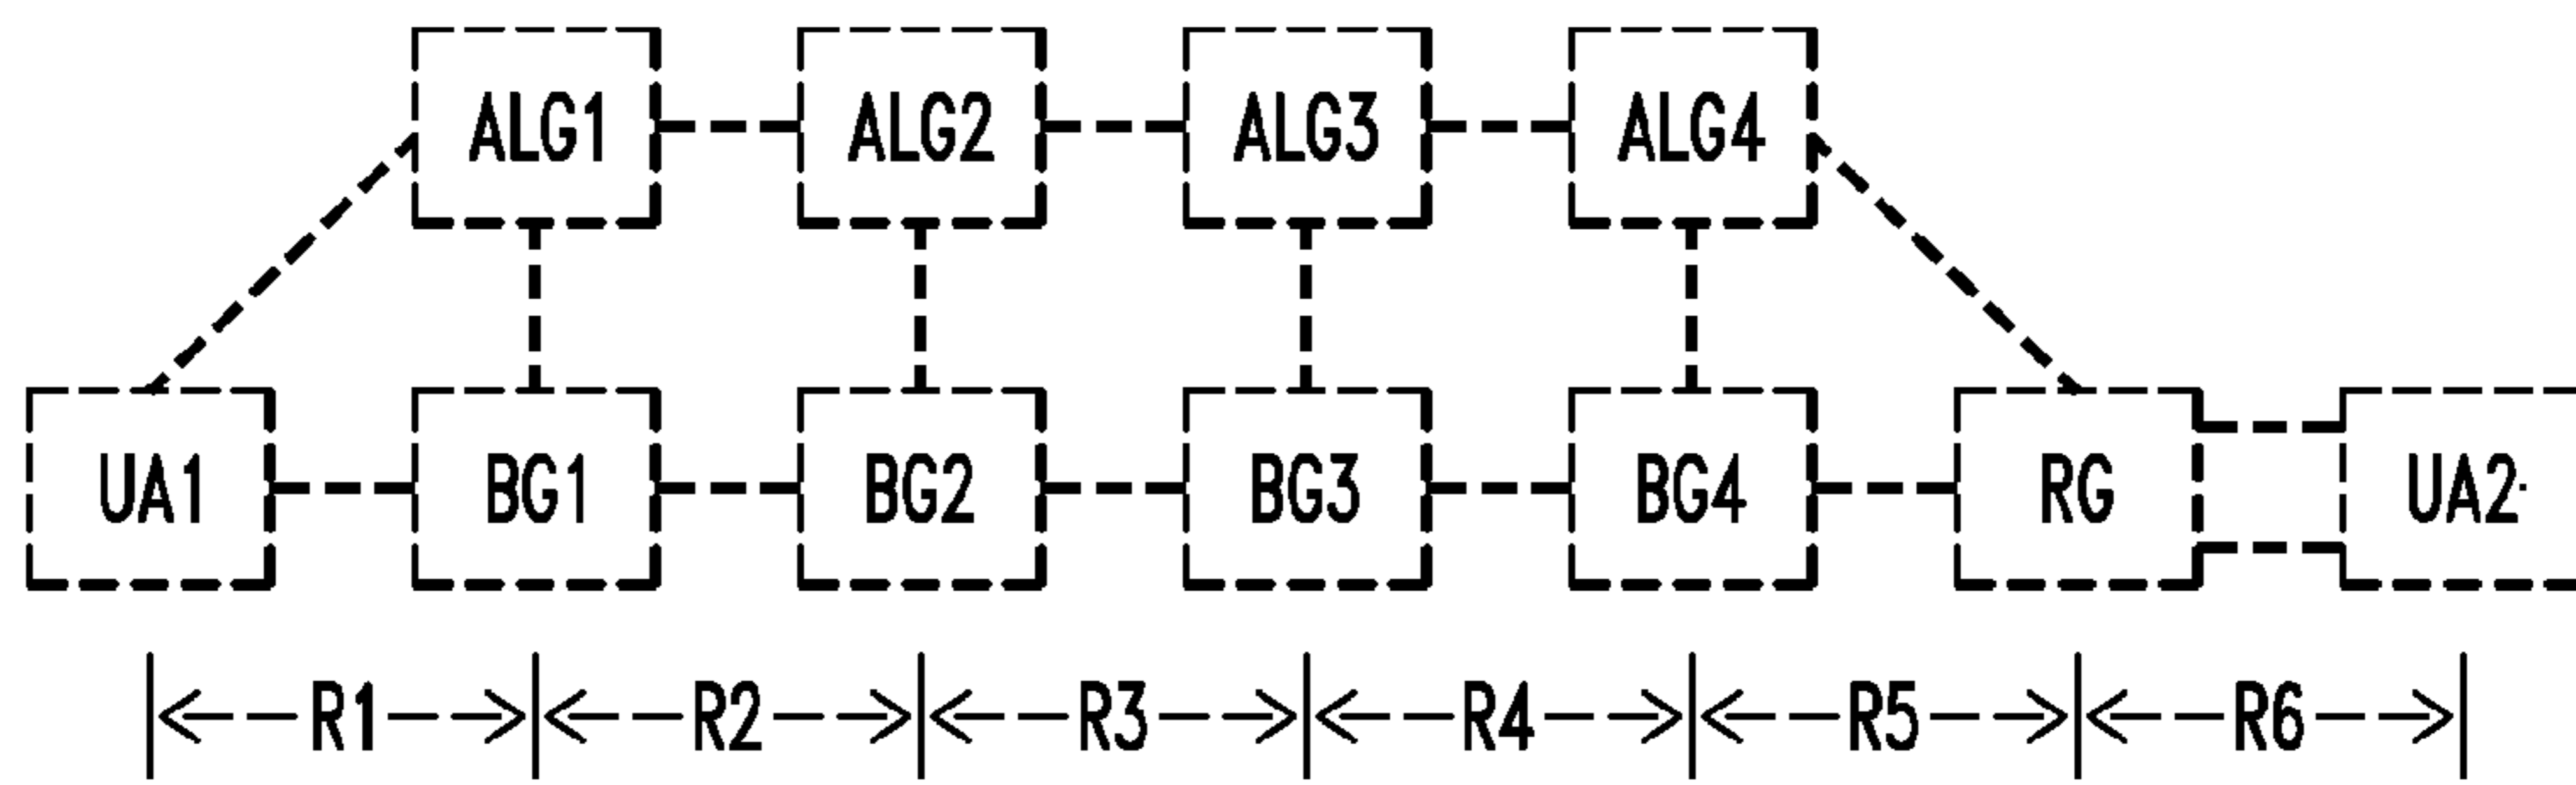 ALG1 ALG2 ALG3 ALG4
UA1 BG1 BG2 BG3 BG4 RG UA2
R1 R2 R3 R4 R5 R6